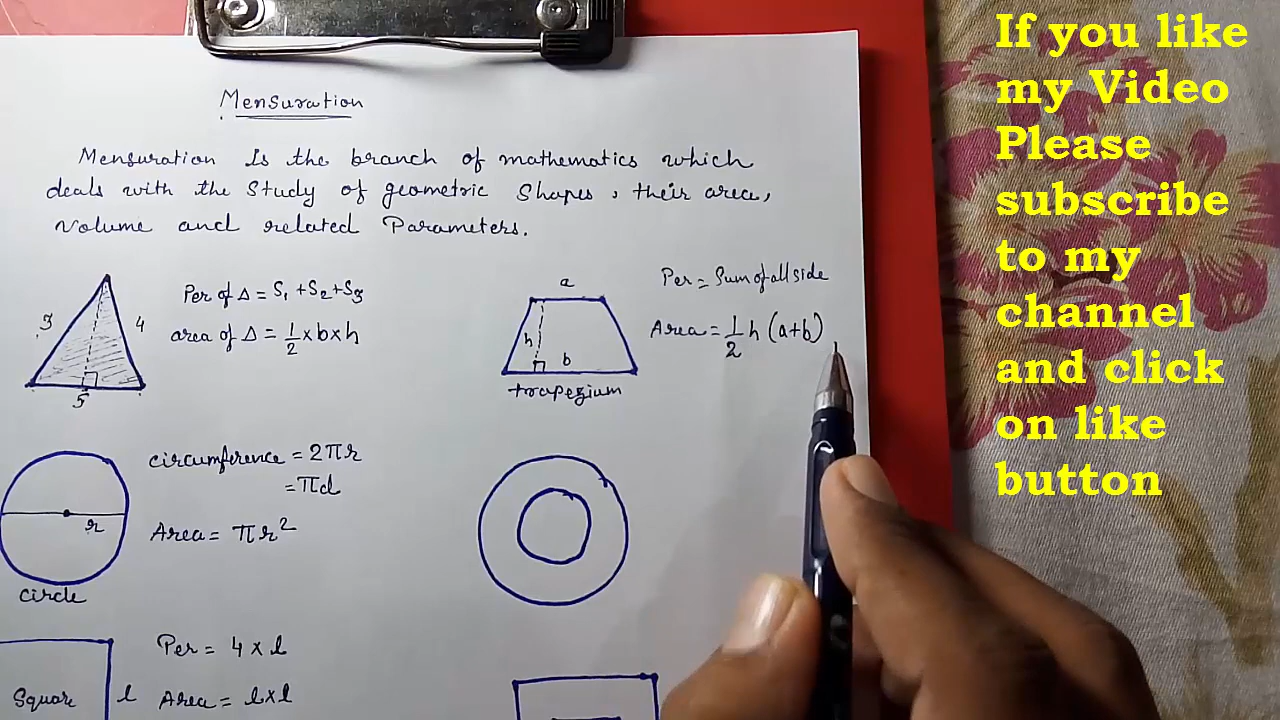 Mensuration
Mensuration Is the branch of mathematics which
deals with the Study of geometric Shapes, their area,
Volume and related Parameters.
3
4
5
Per of Δ = S₁ + S₂ + S₃
area of Δ = 1/2 × b × h
a
h
b
trapezium
Per = Sum of all side
Area = 1/2 h (a+b)
r
circle
circumference = 2πr
= πd
Area = πr²
Square
l
Per = 4 × l
Area = l×l
If you like
my Video
Please
subscribe
to my
channel
and click
on like
button